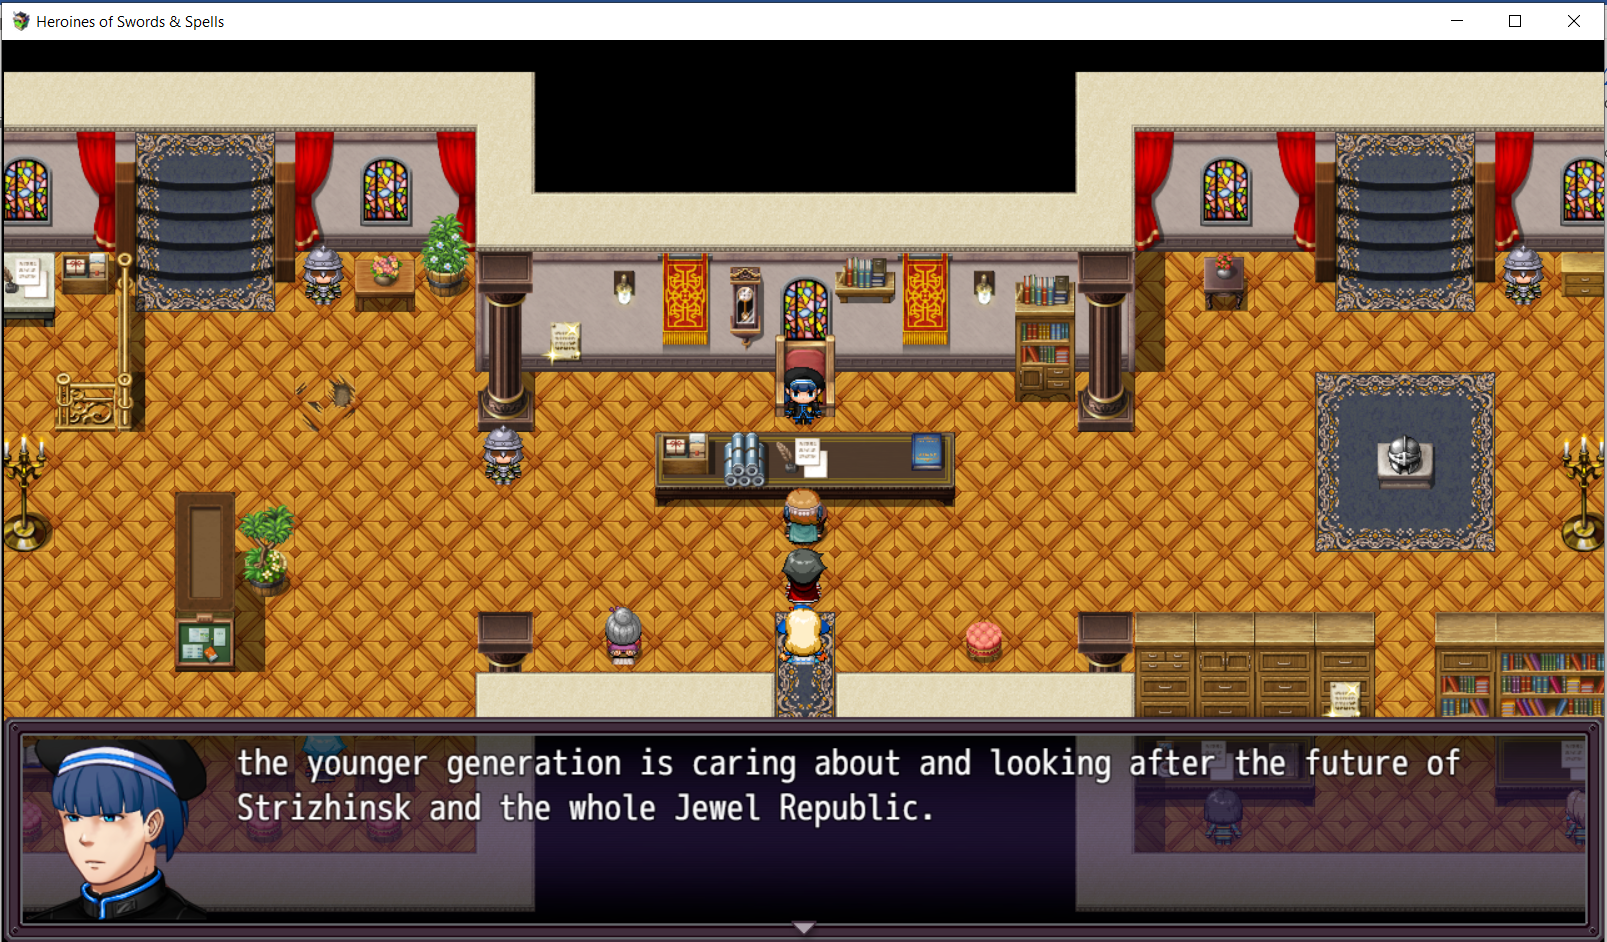 Heroines of Swords & Spells
the younger generation is caring about and looking after the future of
Strizhinsk and the whole Jewel Republic.